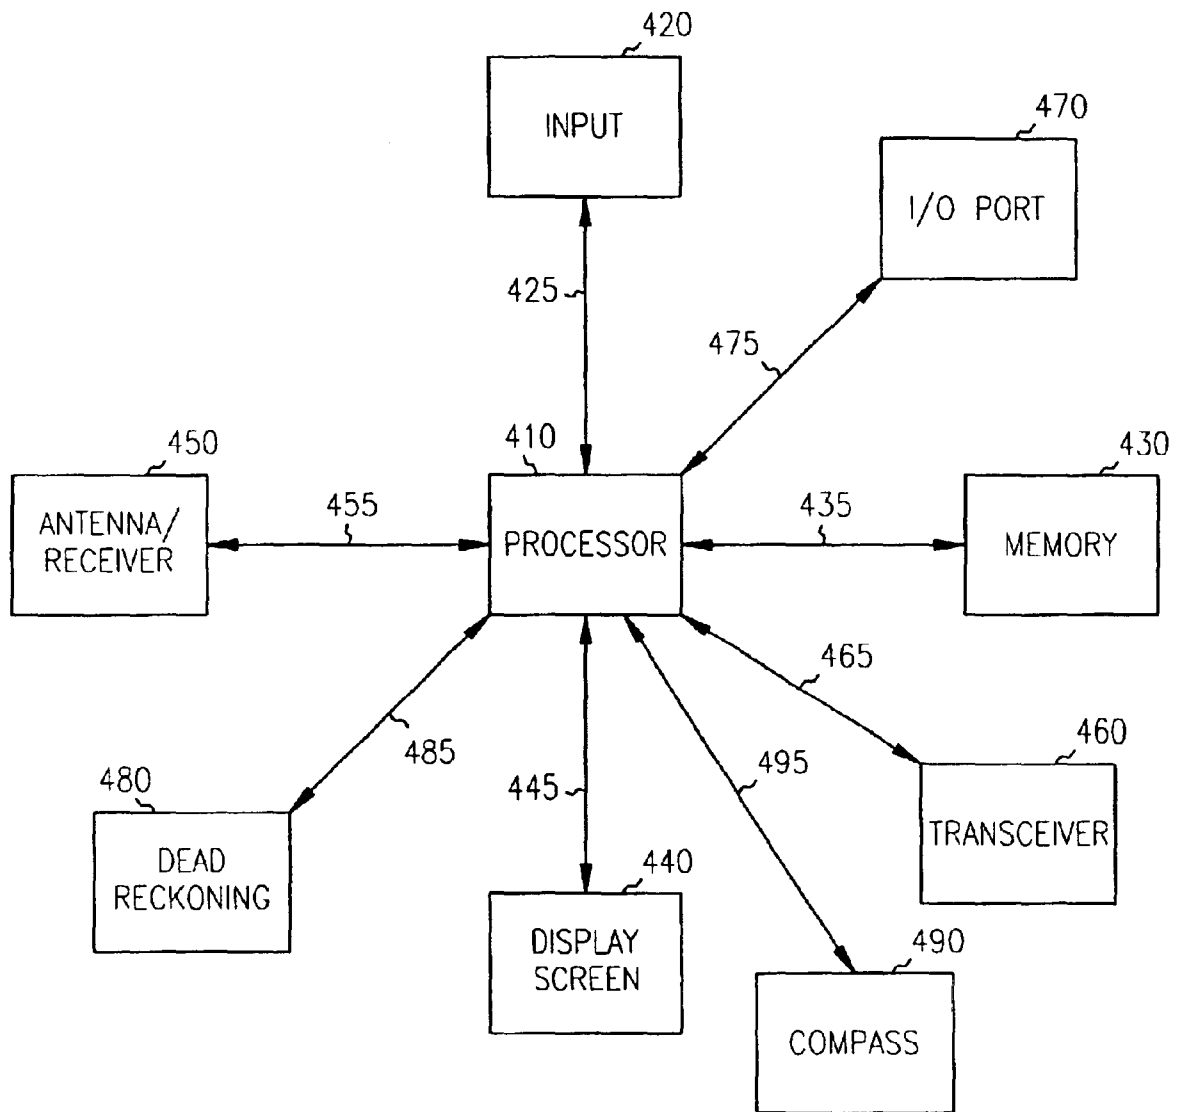 420
INPUT
470
I/O PORT
425
475
410
PROCESSOR
450
ANTENNA/
RECEIVER
455
435
430
MEMORY
465
460
TRANSCEIVER
485
445
495
480
DEAD
RECKONING
440
DISPLAY
SCREEN
490
COMPASS